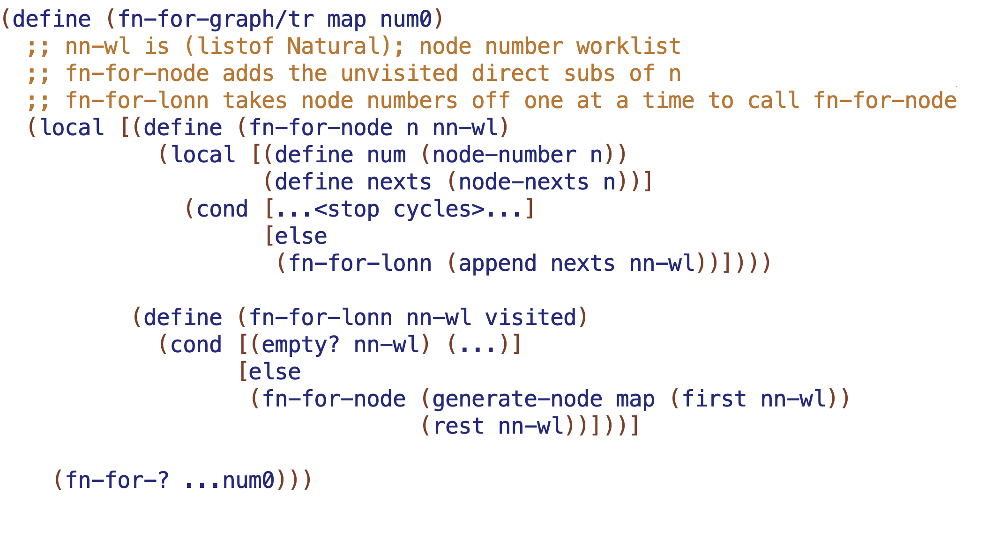 (define (fn-for-graph/tr map num0)
  ;; nn-wl is (listof Natural); node number worklist
  ;; fn-for-node adds the unvisited direct subs of n
  ;; fn-for-lonn takes node numbers off one at a time to call fn-for-node
  (local [(define (fn-for-node n nn-wl)
            (local [(define num (node-number n))
                    (define nexts (node-nexts n))]
              (cond [...<stop cycles>...]
                    [else
                     (fn-for-lonn (append nexts nn-wl))])))
          (define (fn-for-lonn nn-wl visited)
            (cond [(empty? nn-wl) (...)]
                  [else
                   (fn-for-node (generate-node map (first nn-wl))
                                (rest nn-wl))]))]
    (fn-for-? ...num0)))